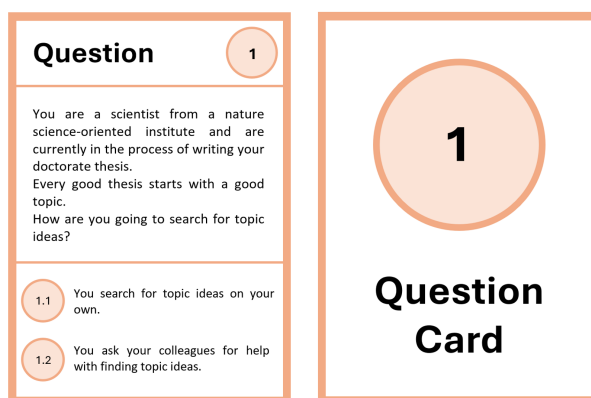 Question
1
You are a scientist from a nature
science-oriented institute and are
currently in the process of writing your
doctorate thesis.
Every good thesis starts with a good
topic.
How are you going to search for topic
ideas?
1.1
You search for topic ideas on your
own.
1.2
You ask your colleagues for help
with finding topic ideas.
1
Question
Card